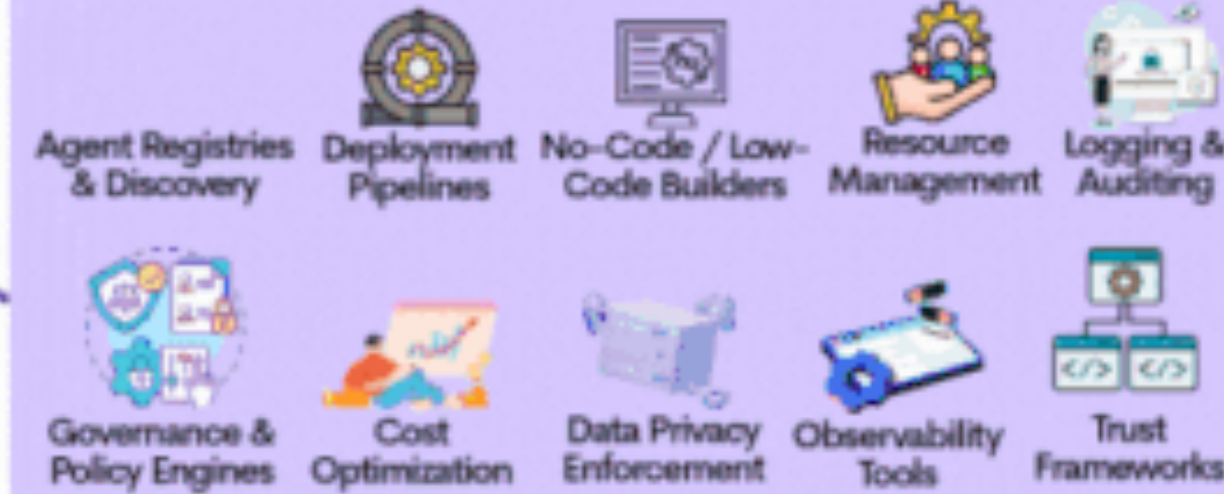 Agent Registries
& Discovery
Deployment
Pipelines
No-Code / Low-
Code Builders
Resource
Management
Logging &
Auditing
Governance &
Policy Engines
Cost
Optimization
Data Privacy
Enforcement
Observability
Tools
Trust
Frameworks